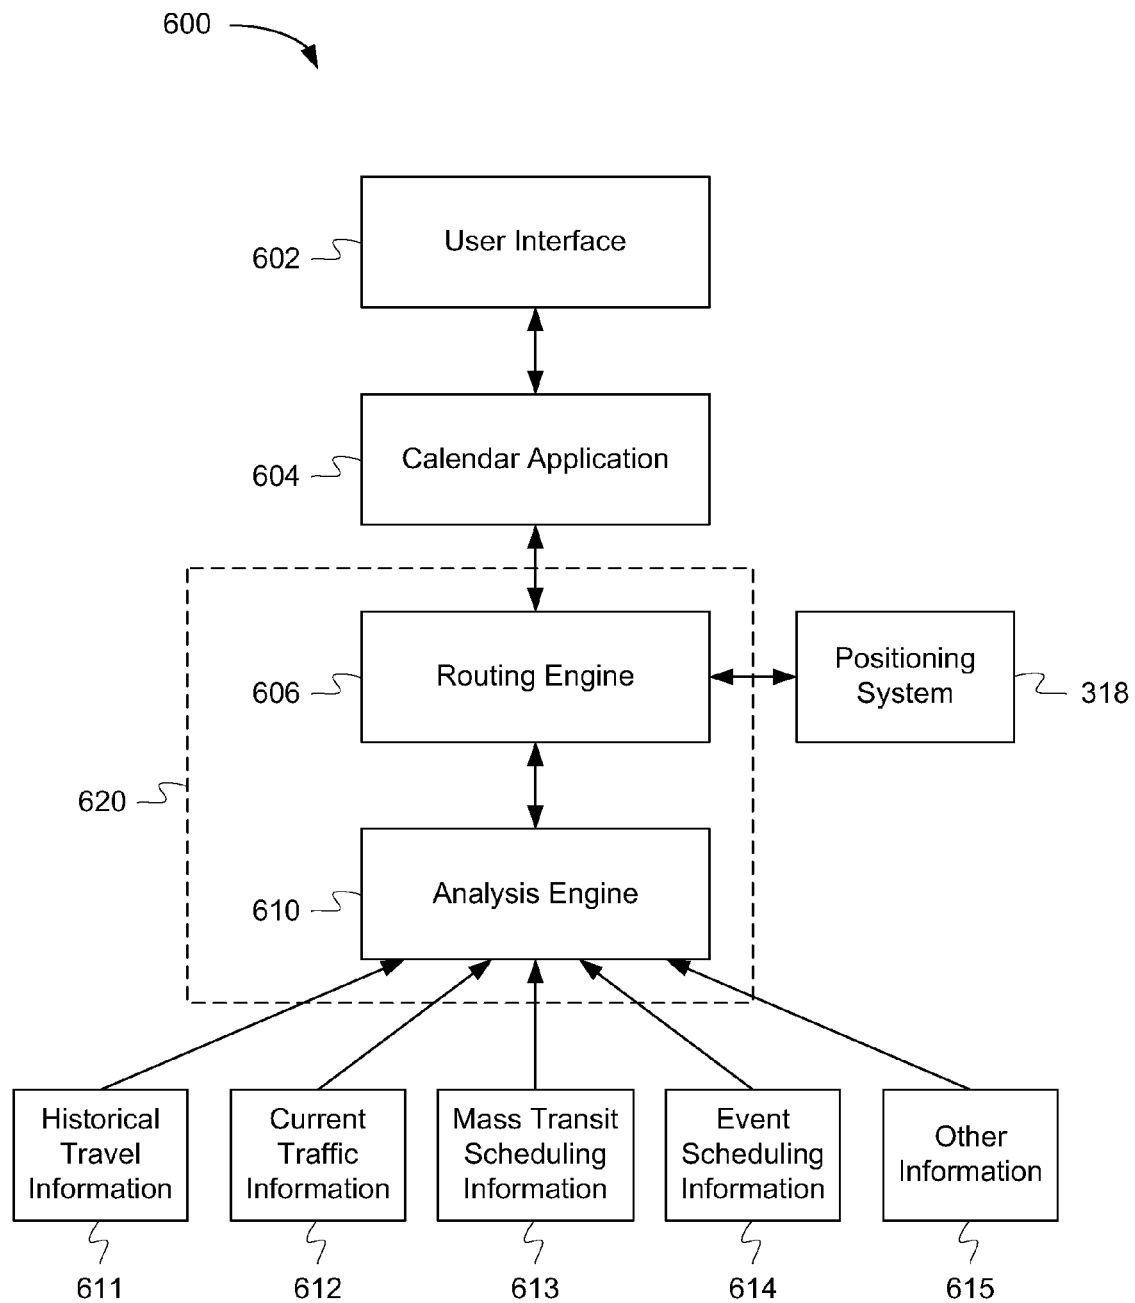 600
User Interface
602
Calendar Application
604
Routing Engine
606
Positioning
System
318
620
Analysis Engine
610
Historical
Travel
Information
Current
Traffic
Information
Mass Transit
Scheduling
Information
Event
Scheduling
Information
Other
Information
611
612
613
614
615